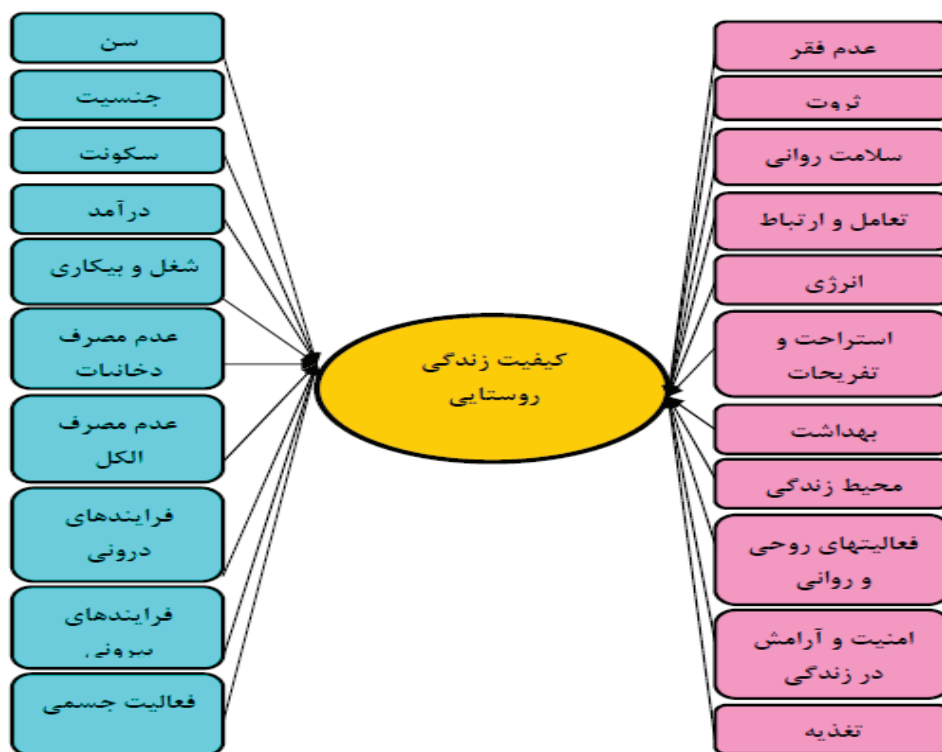 عدم فقر
ثروت
سلامت روانی
تعامل و ارتباط
انرژی
استراحت و
تفریحات
بهداشت
محیط زندگی
فعالیتهای روحی
و روانی
امنیت و آرامش
در زندگی
تغذیه
کیفیت زندگی
روستایی
سن
جنسیت
سکونت
درآمد
شغل و بیکاری
عدم مصرف
دخانیات
عدم مصرف
الکل
فرایندهای
درونی
فرایندهای
بیرونی
فعالیت جسمی